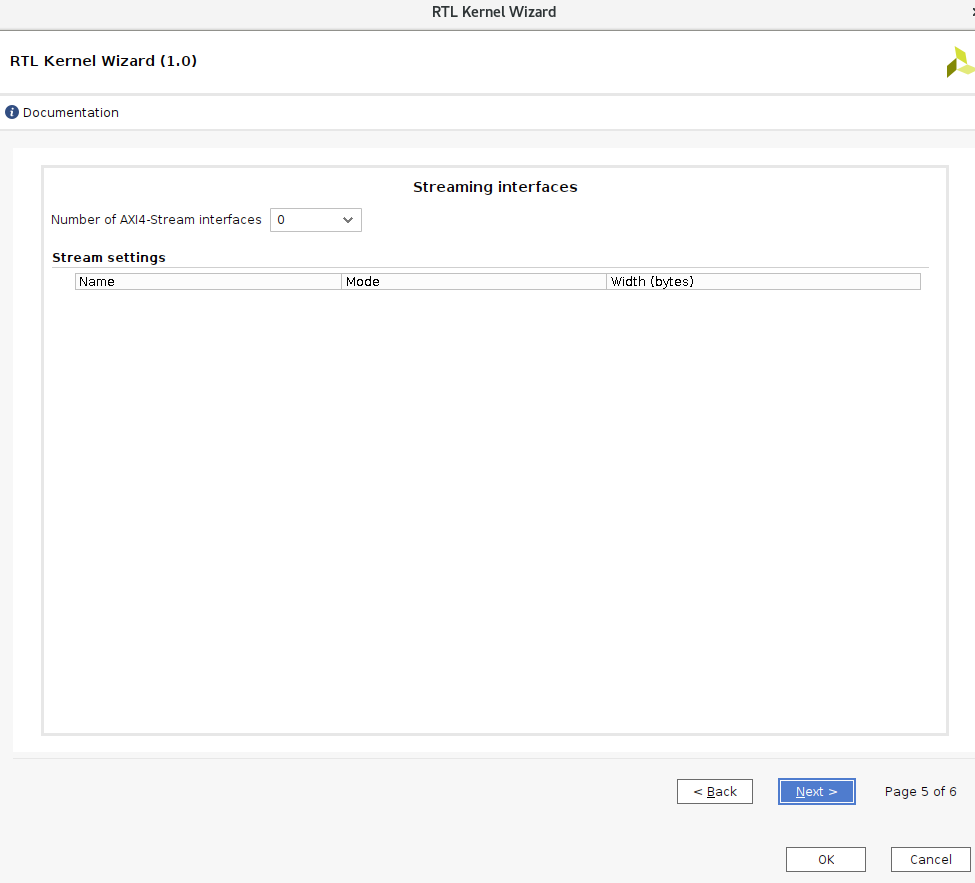 RTL Kernel Wizard
RTL Kernel Wizard (1.0)
i Documentation
Streaming interfaces
Number of AXI4-Stream interfaces 0
Stream settings
Name Mode Width (bytes)
< Back Next > Page 5 of 6
OK Cancel